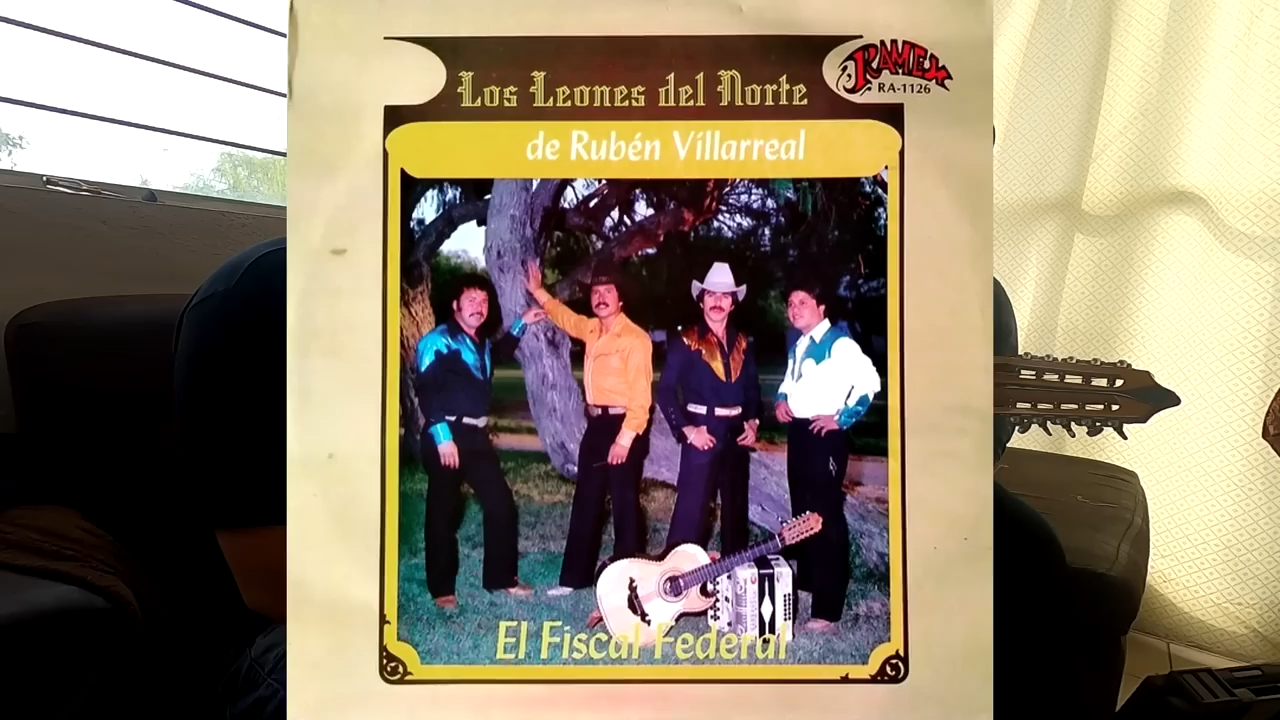 Los Leones del Norte
RAMEX
RA-1126
de Rubén Villarreal
El Fiscal Federal